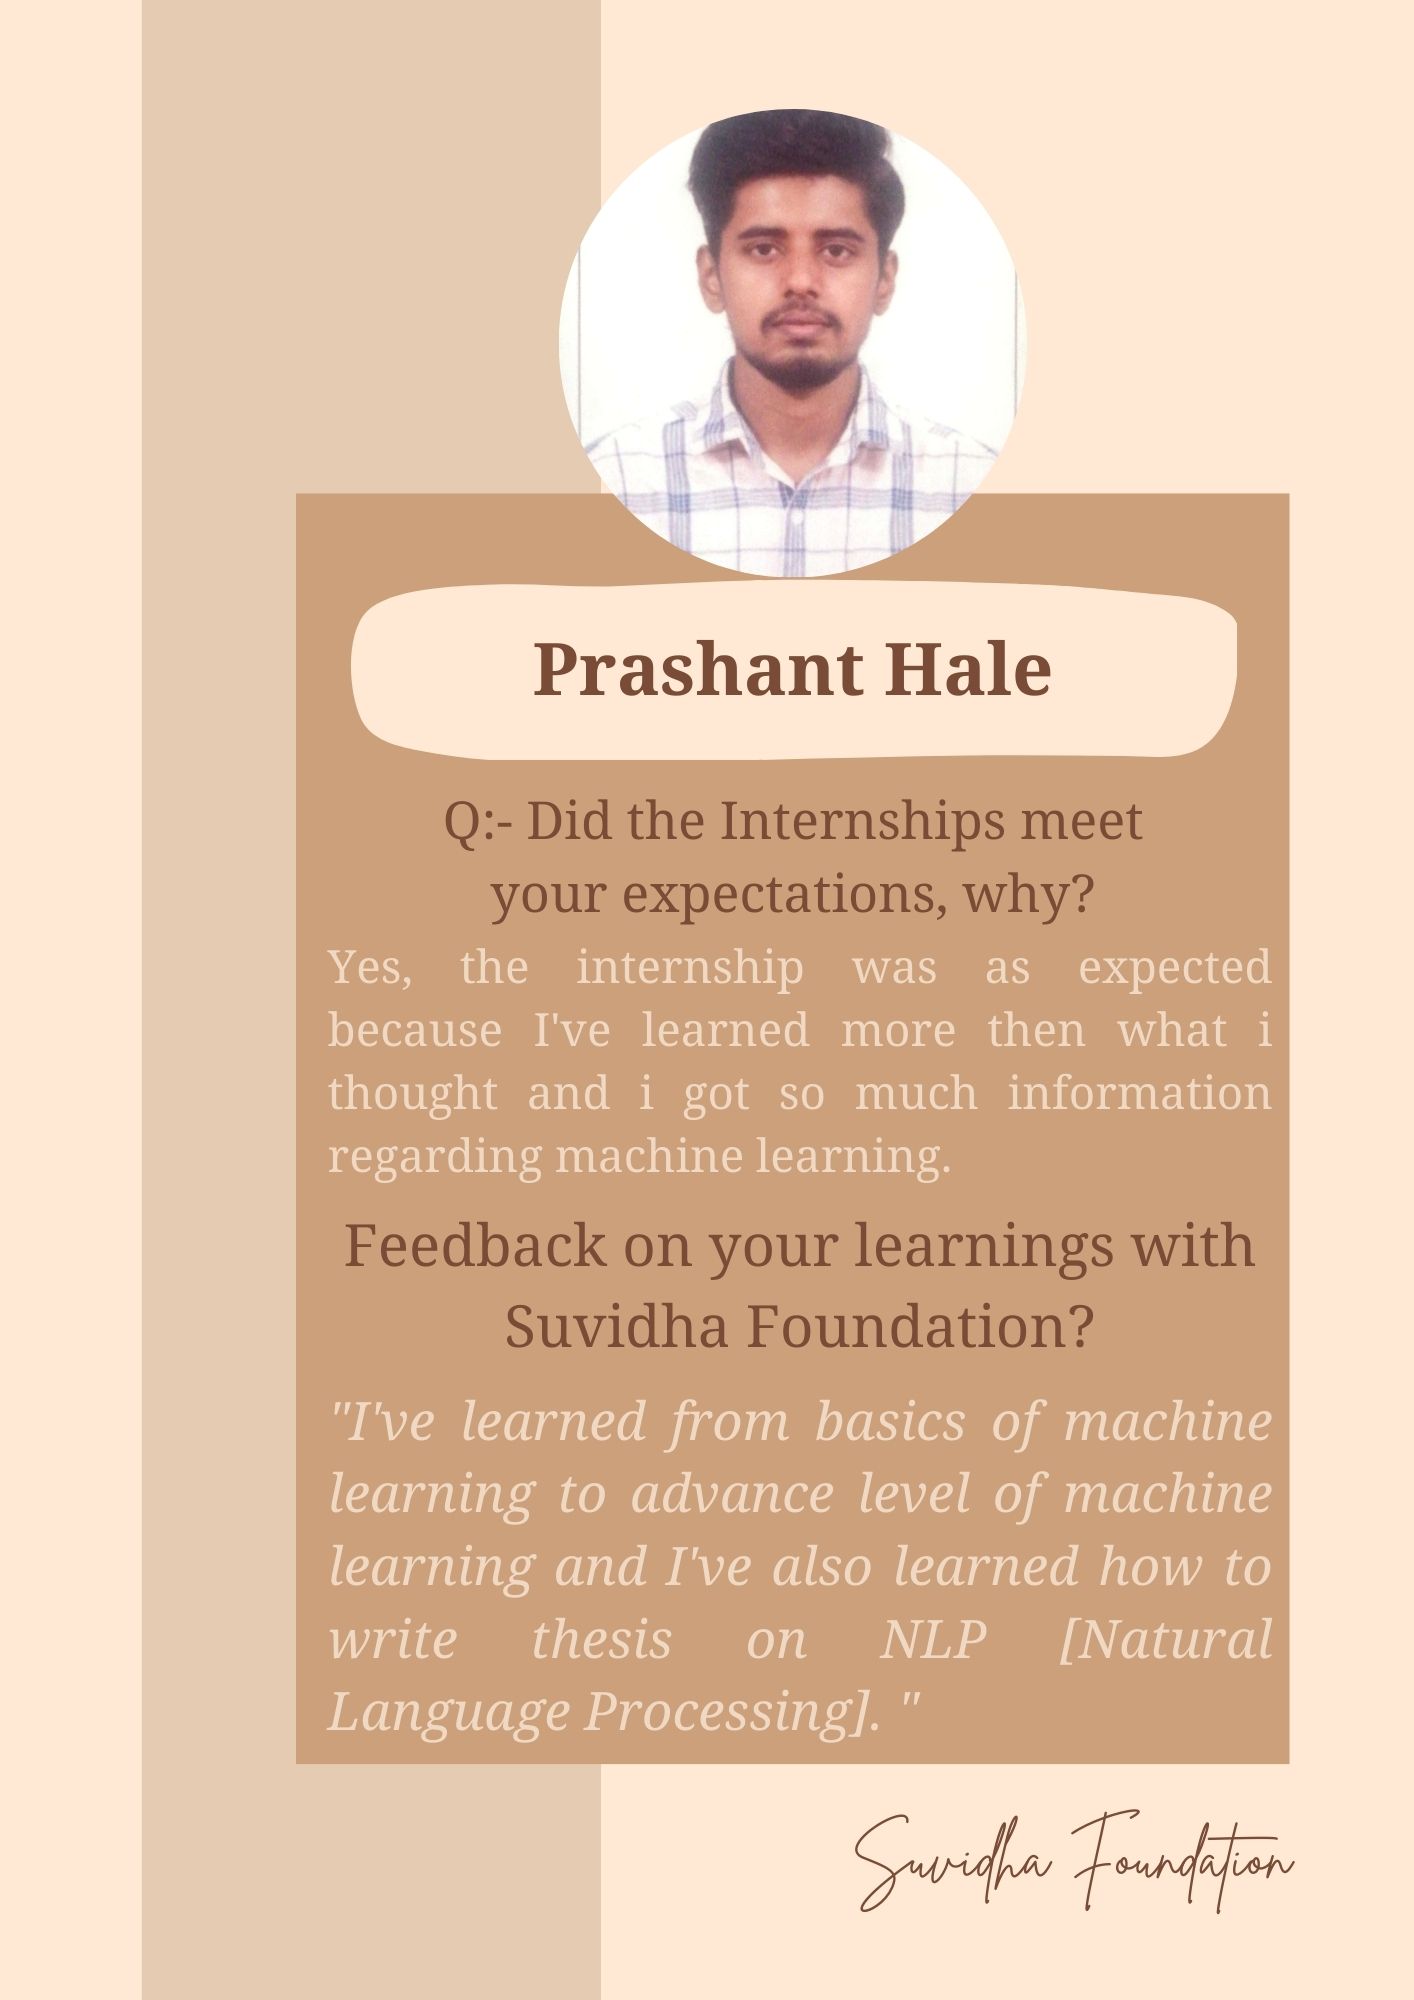 Prashant Hale
Q:- Did the Internships meet
your expectations, why?
Yes, the internship was as expected
because I've learned more then what i
thought and i got so much information
regarding machine learning.
Feedback on your learnings with
Suvidha Foundation?
"I've learned from basics of machine
learning to advance level of machine
learning and I've also learned how to
write thesis on NLP [Natural
Language Processing]. "
Suvidha Foundation